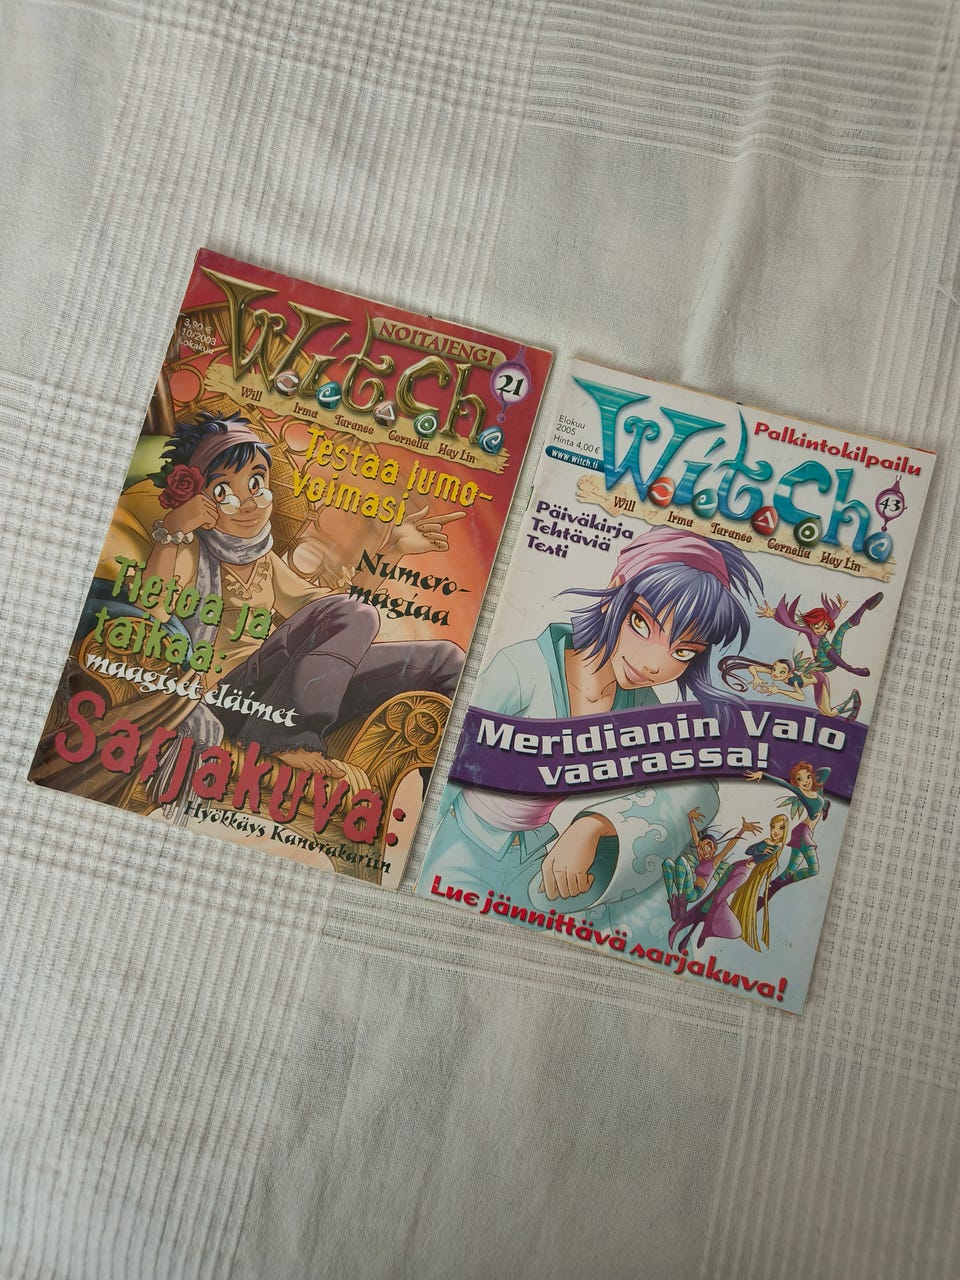 3,90 €
10/2003
Lokakuu
W.i.t.c.h.
NOITAJENGI
21
Will Irma Taranee Cornelia Hay Lin
Testaa lumo-
voimasi
Numero-
magiaa
Tietoa ja
taikaa:
maagiset eläimet
Sarjakuva:
Hyökkäys Kandrakariin
Elokuu
2005
Hinta 4,00 €
www.witch.fi
W.i.t.c.h.
Palkintokilpailu
43
Will Irma Taranee Cornelia Hay Lin
Päiväkirja
Tehtäviä
Testi
Meridianin Valo
vaarassa!
Lue jännittävä sarjakuva!